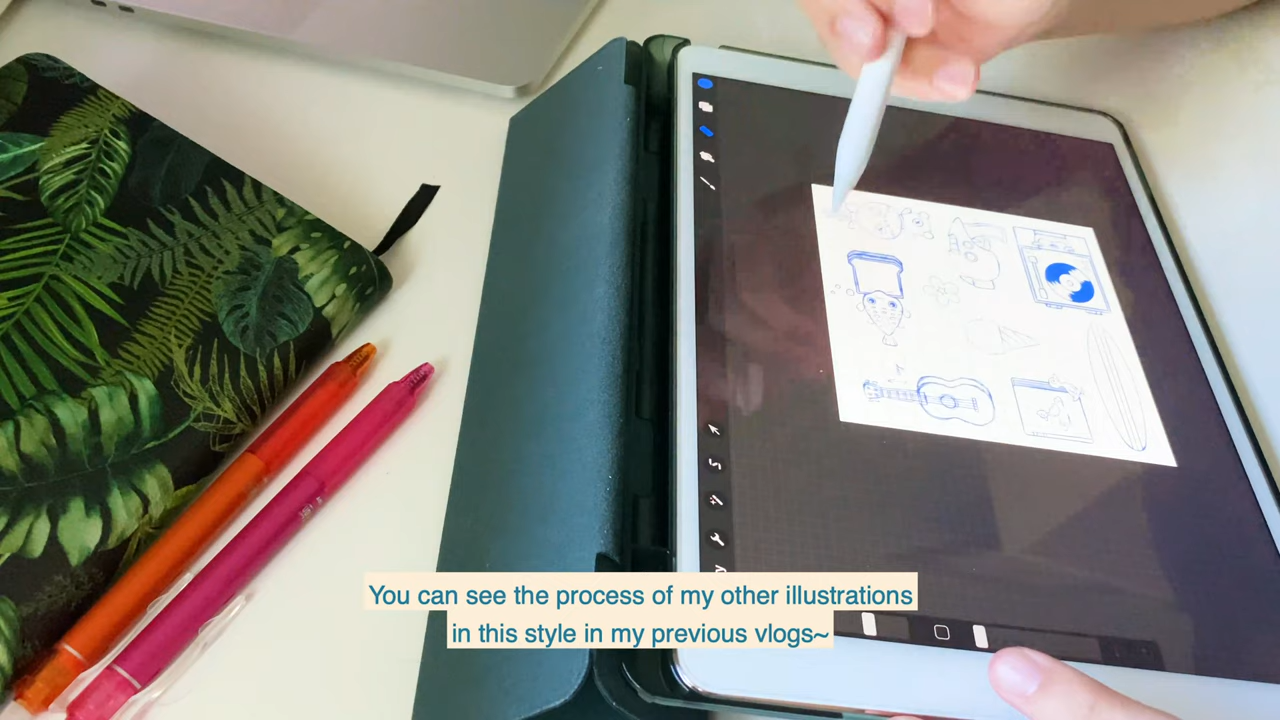 You can see the process of my other illustrations
in this style in my previous vlogs~